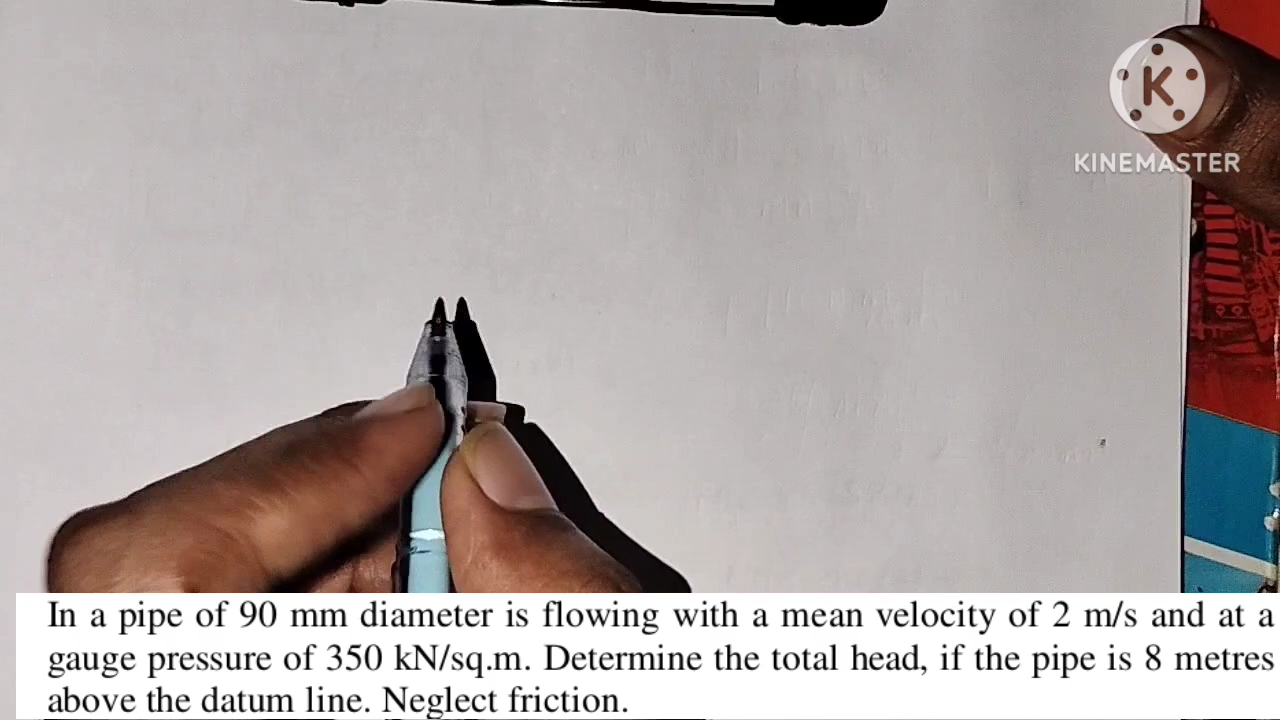 K
KINEMASTER
In a pipe of 90 mm diameter is flowing with a mean velocity of 2 m/s and at a
gauge pressure of 350 kN/sq.m. Determine the total head, if the pipe is 8 metres
above the datum line. Neglect friction.